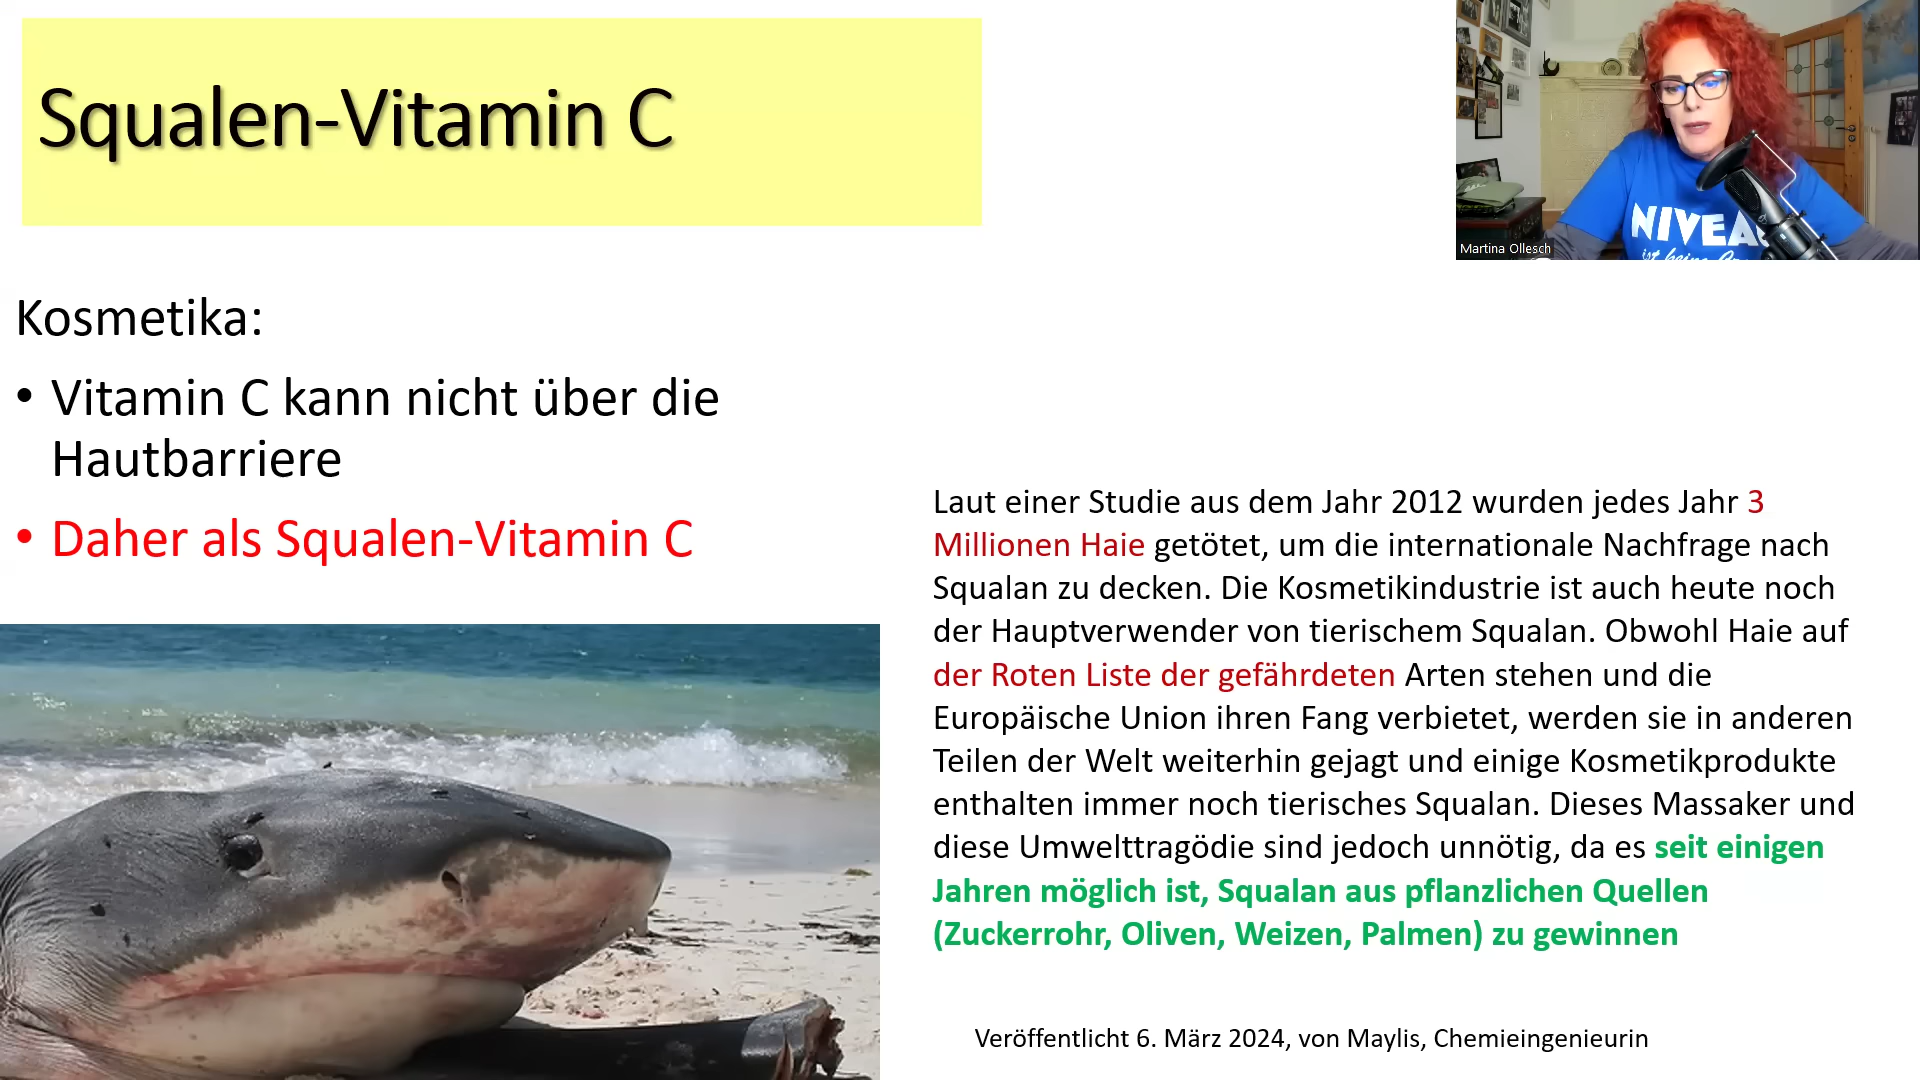 Squalen-Vitamin C
Martina Ollesch
NIVEA
ist keine
Kosmetika:
• Vitamin C kann nicht über die
Hautbarriere
• Daher als Squalen-Vitamin C
Laut einer Studie aus dem Jahr 2012 wurden jedes Jahr 3
Millionen Haie getötet, um die internationale Nachfrage nach
Squalan zu decken. Die Kosmetikindustrie ist auch heute noch
der Hauptverwender von tierischem Squalan. Obwohl Haie auf
der Roten Liste der gefährdeten Arten stehen und die
Europäische Union ihren Fang verbietet, werden sie in anderen
Teilen der Welt weiterhin gejagt und einige Kosmetikprodukte
enthalten immer noch tierisches Squalan. Dieses Massaker und
diese Umwelttragödie sind jedoch unnötig, da es seit einigen
Jahren möglich ist, Squalan aus pflanzlichen Quellen
(Zuckerrohr, Oliven, Weizen, Palmen) zu gewinnen
Veröffentlicht 6. März 2024, von Maylis, Chemieingenieurin